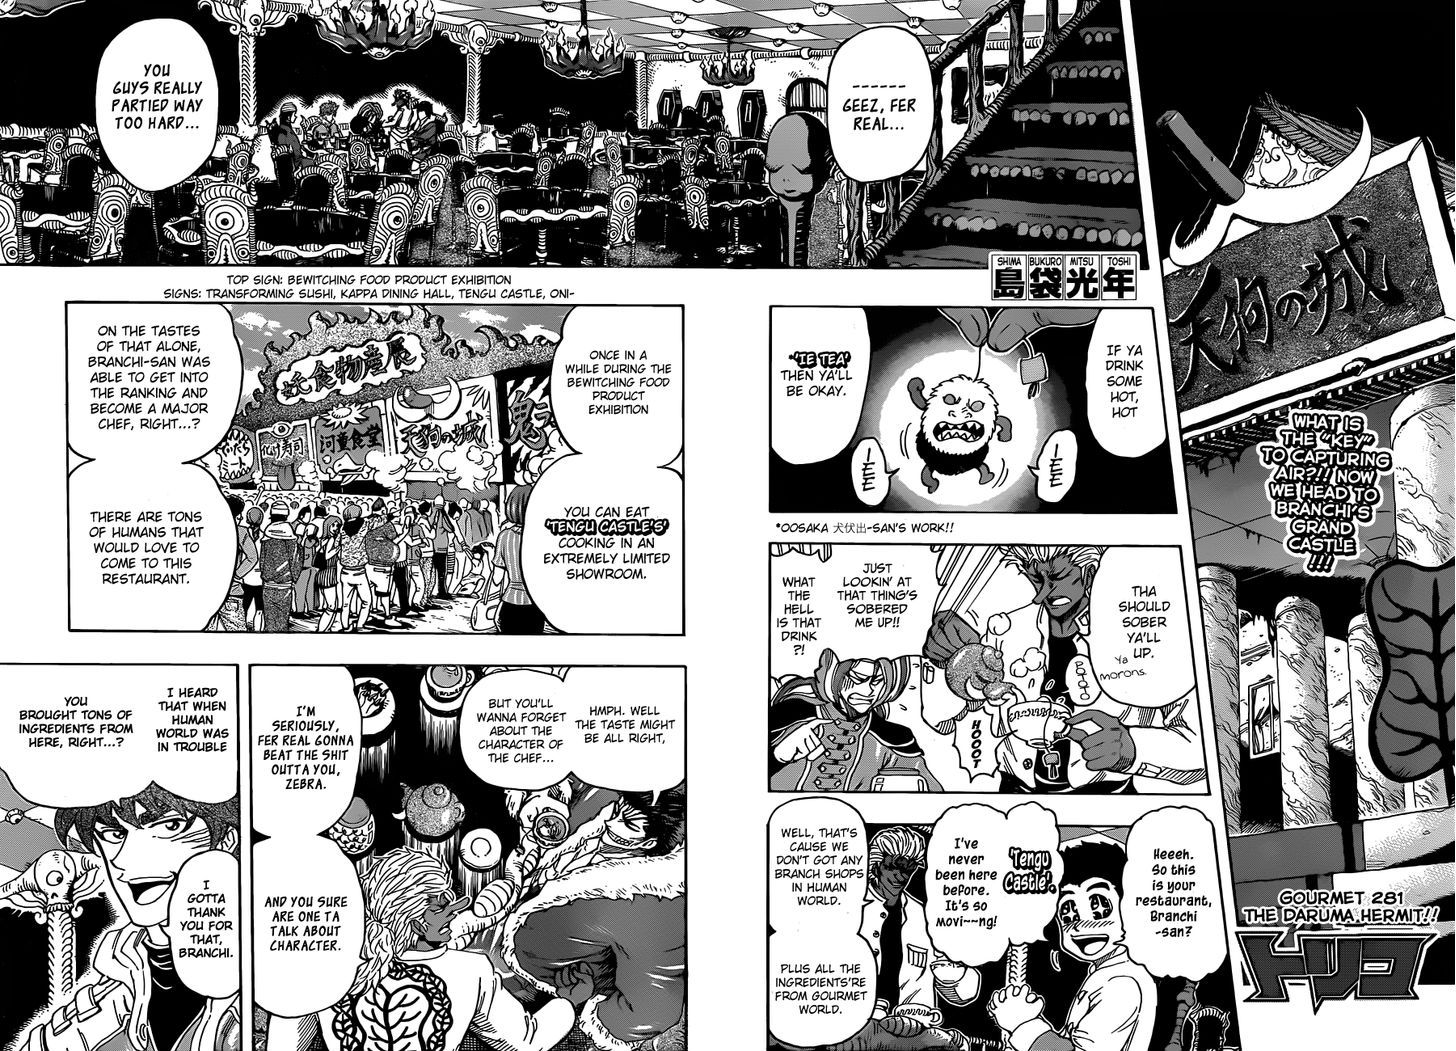 GEEZ, FER
REAL...
YOU
GUYS REALLY
PARTIED WAY
TOO HARD...
SHIMA BUKURO MITSU TOSHI
島袋光年
天狗の城
WHAT IS
THE "KEY"
TO CAPTURING
AIR?!! NOW
WE HEAD TO
BRANCHI'S
GRAND
CASTLE
!!!
GOURMET 281
THE DARUMA HERMIT!!
トリコ
IF YA
DRINK
SOME
HOT,
HOT
'IE TEA'
THEN YA'LL
BE OKAY.
IEE
IEE
*OOSAKA 犬伏出-SAN'S WORK!!
THA
SHOULD
SOBER
YA'LL
UP.
Ya
morons.
POTOTO
HOOOT
JUST
LOOKIN' AT
THAT THING'S
SOBERED
ME UP!!
WHAT
THE
HELL
IS THAT
DRINK
?!
Heeeh.
So this
is your
restaurant,
Branchi
-san?
'Tengu
Castle'.
I've
never
been here
before.
It's so
movi~~ng!
WELL, THAT'S
CAUSE WE
DON'T GOT ANY
BRANCH SHOPS
IN HUMAN
WORLD.
PLUS ALL THE
INGREDIENTS'RE
FROM GOURMET
WORLD.
TOP SIGN: BEWITCHING FOOD PRODUCT EXHIBITION
SIGNS: TRANSFORMING SUSHI, KAPPA DINING HALL, TENGU CASTLE, ONI-
妖食物産展
化け寿司
河童食堂
天狗の城
鬼
ONCE IN A
WHILE DURING THE
BEWITCHING FOOD
PRODUCT
EXHIBITION
YOU CAN EAT
'TENGU CASTLE'S'
COOKING IN AN
EXTREMELY LIMITED
SHOWROOM.
ON THE TASTES
OF THAT ALONE,
BRANCHI-SAN WAS
ABLE TO GET INTO
THE RANKING AND
BECOME A MAJOR
CHEF, RIGHT...?
THERE ARE TONS
OF HUMANS THAT
WOULD LOVE TO
COME TO THIS
RESTAURANT.
HMPH. WELL
THE TASTE MIGHT
BE ALL RIGHT,
BUT YOU'LL
WANNA FORGET
ABOUT THE
CHARACTER OF
THE CHEF...
I'M
SERIOUSLY,
FER REAL GONNA
BEAT THE SHIT
OUTTA YOU,
ZEBRA.
AND YOU SURE
ARE ONE TA
TALK ABOUT
CHARACTER.
I HEARD
THAT WHEN
HUMAN
WORLD WAS
IN TROUBLE
YOU
BROUGHT TONS OF
INGREDIENTS FROM
HERE, RIGHT...?
I
GOTTA
THANK
YOU FOR
THAT,
BRANCHI.